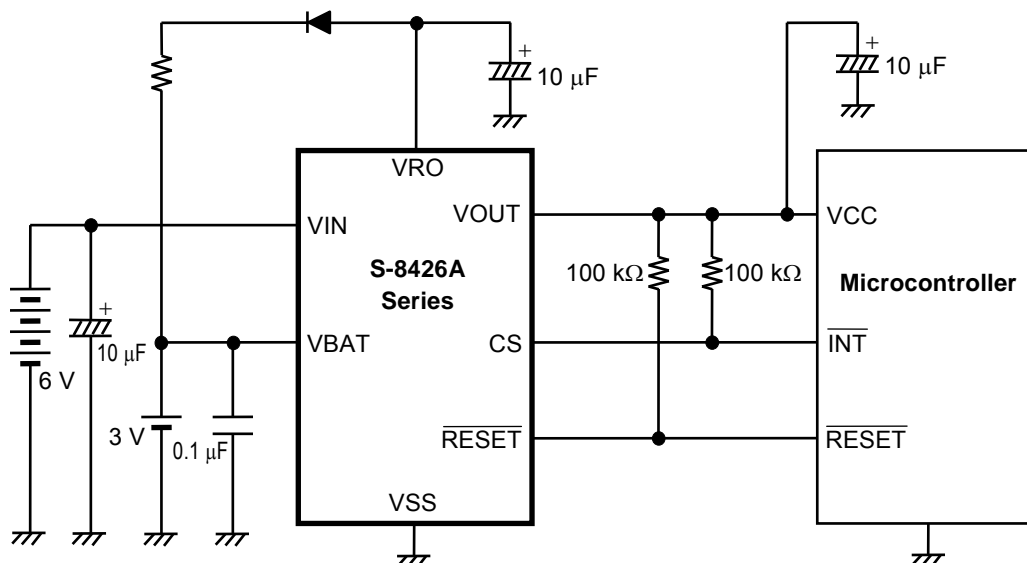 +
10 μF
+
10 μF
VRO
VIN
VOUT
VCC
S-8426A
Series
100 kΩ
100 kΩ
Microcontroller
+
10 μF
6 V
VBAT
CS
INT
3 V
0.1 μF
RESET
RESET
VSS